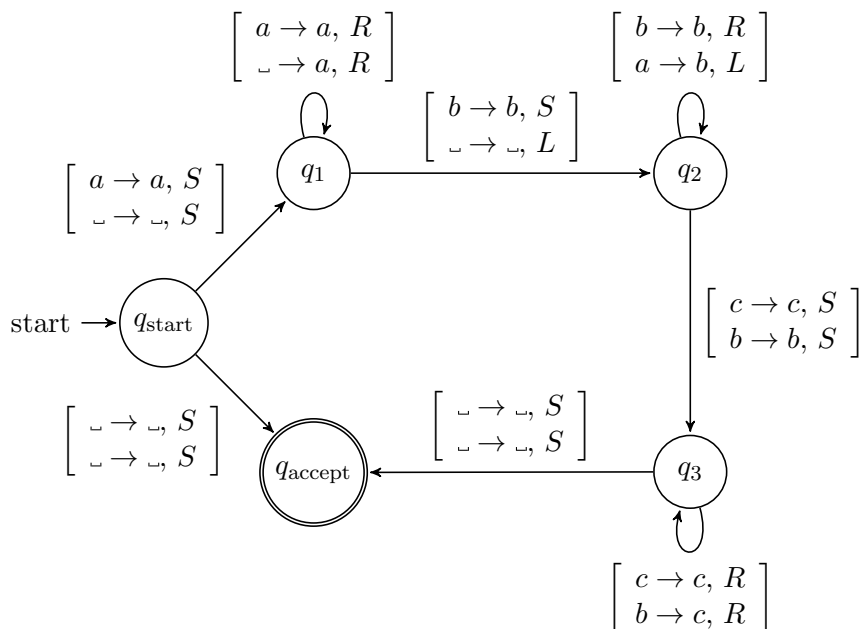 a → a, R
␣ → a, R
b → b, R
a → b, L
b → b, S
␣ → ␣, L
q1
q2
a → a, S
␣ → ␣, S
c → c, S
b → b, S
start
qstart
␣ → ␣, S
␣ → ␣, S
␣ → ␣, S
␣ → ␣, S
qaccept
q3
c → c, R
b → c, R